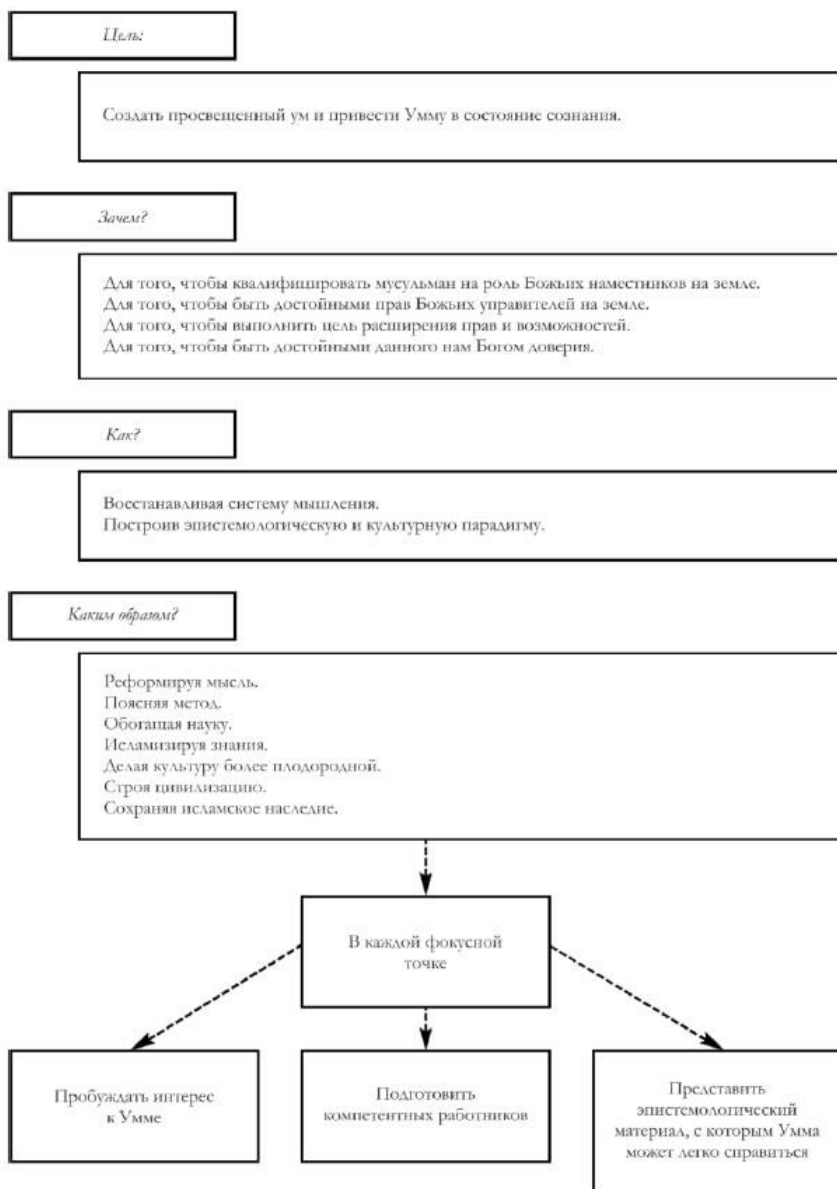 Цель:
Создать просвещенный ум и привести Умму в состояние сознания.
Зачем?
Для того, чтобы квалифицировать мусульман на роль Божьих наместников на земле.
Для того, чтобы быть достойными прав Божьих управителей на земле.
Для того, чтобы выполнить цель расширения прав и возможностей.
Для того, чтобы быть достойными данного нам Богом доверия.
Как?
Восстанавливая систему мышления.
Построив эпистемологическую и культурную парадигму.
Каким образом?
Реформируя мысль.
Поясняя метод.
Обогащая науку.
Исламизируя знания.
Делая культуру более плодородной.
Строя цивилизацию.
Сохраняя исламское наследие.
В каждой фокусной
точке
Пробуждать интерес
к Умме
Подготовить
компетентных работников
Представить
эпистемологический
материал, с которым Умма
может легко справиться